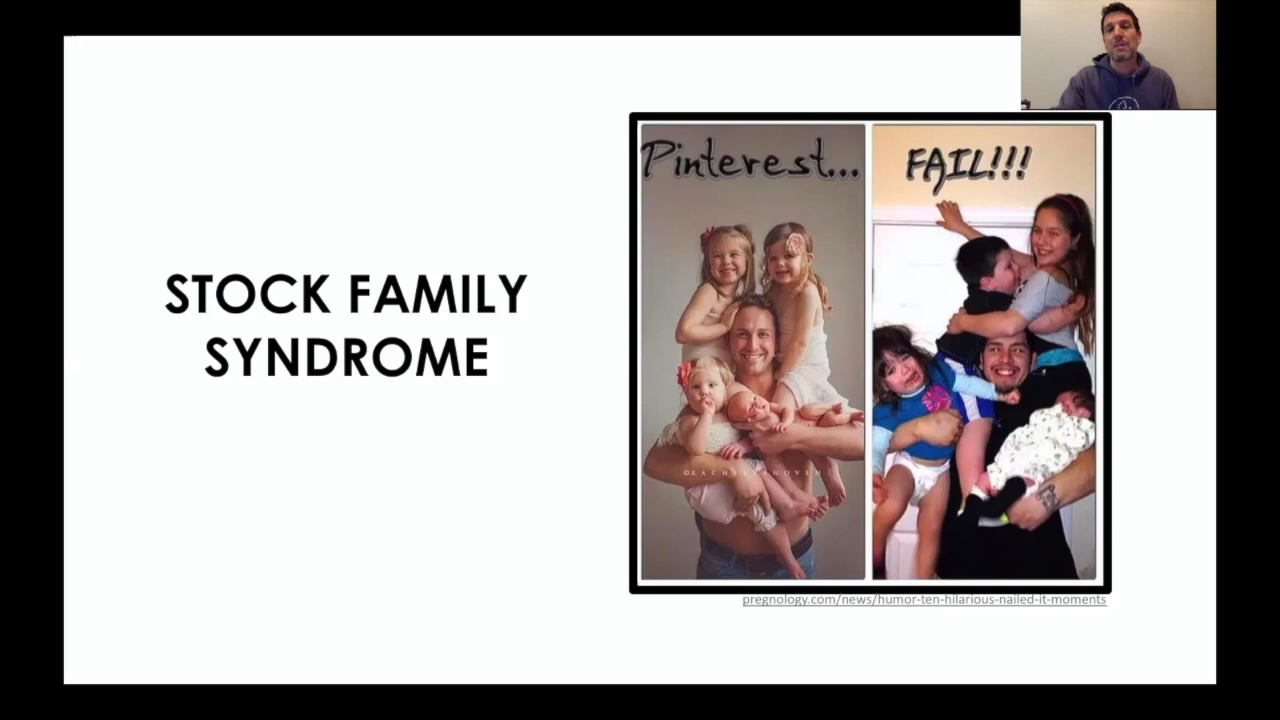 STOCK FAMILY
SYNDROME
Pinterest...
FAIL!!!
pregnology.com/news/humor-ten-hilarious-nailed-it-moments